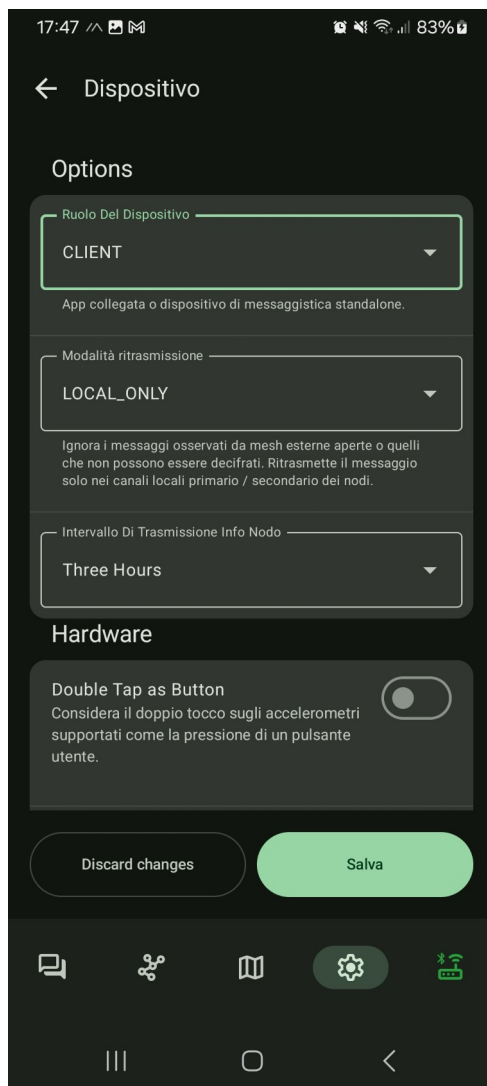 17:47
83%
Dispositivo
Options
Ruolo Del Dispositivo
CLIENT
App collegata o dispositivo di messaggistica standalone.
Modalità ritrasmissione
LOCAL_ONLY
Ignora i messaggi osservati da mesh esterne aperte o quelli
che non possono essere decifrati. Ritrasmette il messaggio
solo nei canali locali primario / secondario dei nodi.
Intervallo Di Trasmissione Info Nodo
Three Hours
Hardware
Double Tap as Button
Considera il doppio tocco sugli accelerometri
supportati come la pressione di un pulsante
utente.
Discard changes
Salva